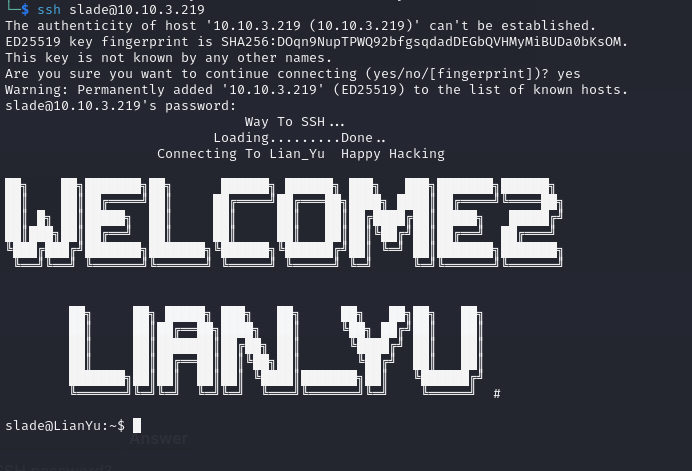 └─$ ssh slade@10.10.3.219
The authenticity of host '10.10.3.219 (10.10.3.219)' can't be established.
ED25519 key fingerprint is SHA256:DOqn9NupTPWQ92bfgsqdadDEGbQVHMyMiBUDa0bKsOM.
This key is not known by any other names.
Are you sure you want to continue connecting (yes/no/[fingerprint])? yes
Warning: Permanently added '10.10.3.219' (ED25519) to the list of known hosts.
slade@10.10.3.219's password:
Way To SSH...
Loading.........Done..
Connecting To Lian_Yu  Happy Hacking
WELCOME2
LIAN_YU #
slade@LianYu:~$
Answer